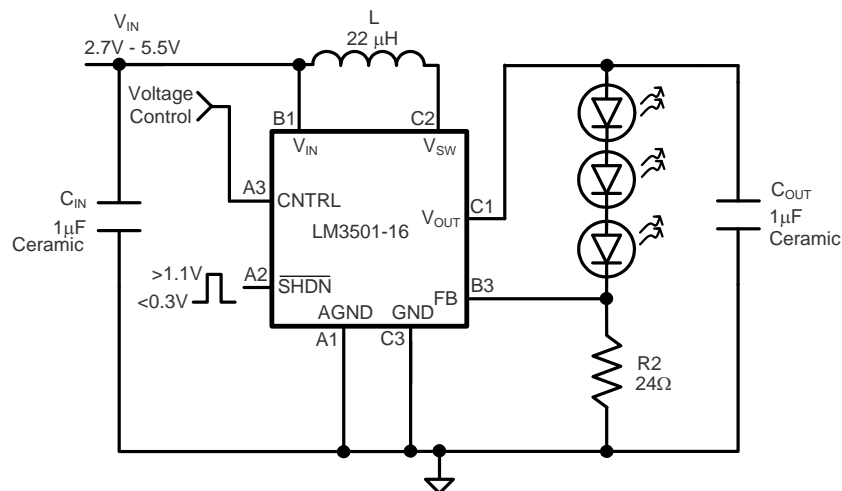 V_IN
2.7V - 5.5V
L
22 μH
Voltage
Control
B1
C2
V_IN
V_SW
A3
CNTRL
C1
V_OUT
LM3501-16
C_IN
1μF
Ceramic
C_OUT
1μF
Ceramic
>1.1V
<0.3V
A2
SHDN
B3
FB
AGND
GND
A1
C3
R2
24Ω